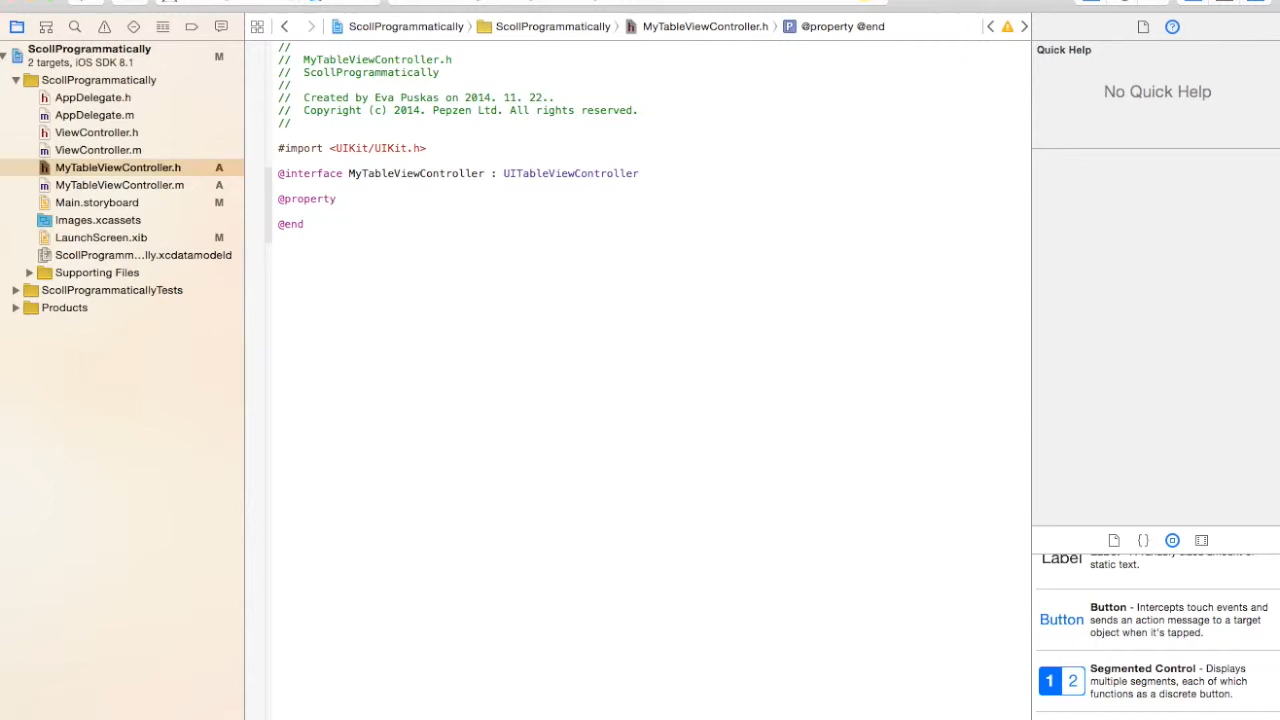 ScollProgrammatically
ScollProgrammatically
MyTableViewController.h
@property @end
ScollProgrammatically
M
2 targets, iOS SDK 8.1
ScollProgrammatically
AppDelegate.h
AppDelegate.m
ViewController.h
ViewController.m
MyTableViewController.h
A
MyTableViewController.m
A
Main.storyboard
M
Images.xcassets
LaunchScreen.xib
M
ScollProgramm...lly.xcdatamodeld
Supporting Files
ScollProgrammaticallyTests
Products
//
// MyTableViewController.h
// ScollProgrammatically
//
// Created by Eva Puskas on 2014. 11. 22..
// Copyright (c) 2014. Pepzen Ltd. All rights reserved.
//
#import <UIKit/UIKit.h>
@interface MyTableViewController : UITableViewController
@property
@end
Quick Help
No Quick Help
Label
static text.
Button
Button - Intercepts touch events and
sends an action message to a target
object when it's tapped.
1 2
Segmented Control - Displays
multiple segments, each of which
functions as a discrete button.